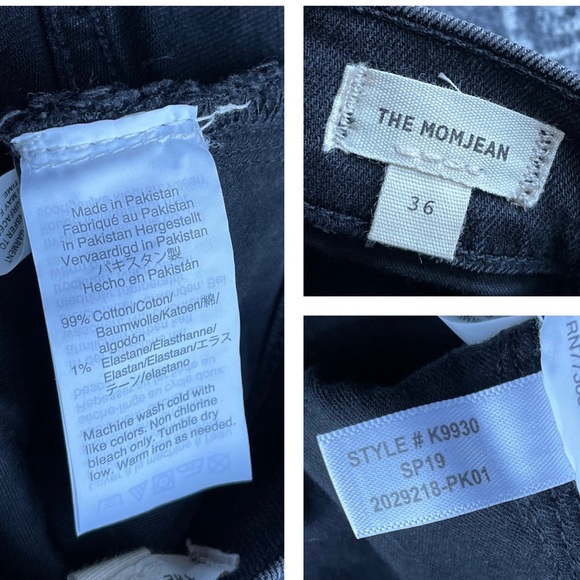 Made in Pakistan
Fabriqué au Pakistan
in Pakistan Hergestellt
Vervaardigd in Pakistan
パキスタン製
Hecho en Pakistán
99% Cotton/Coton/
Baumwolle/Katoen/綿/
algodón
1% Elastane/Élasthanne/
Elastan/Elastaan/エラス
テーン/elastano
Machine wash cold with
like colors. Non chlorine
bleach only. Tumble dry
low. Warm iron as needed.
THE MOMJEAN
36
STYLE # K9930
SP19
2029218-PK01